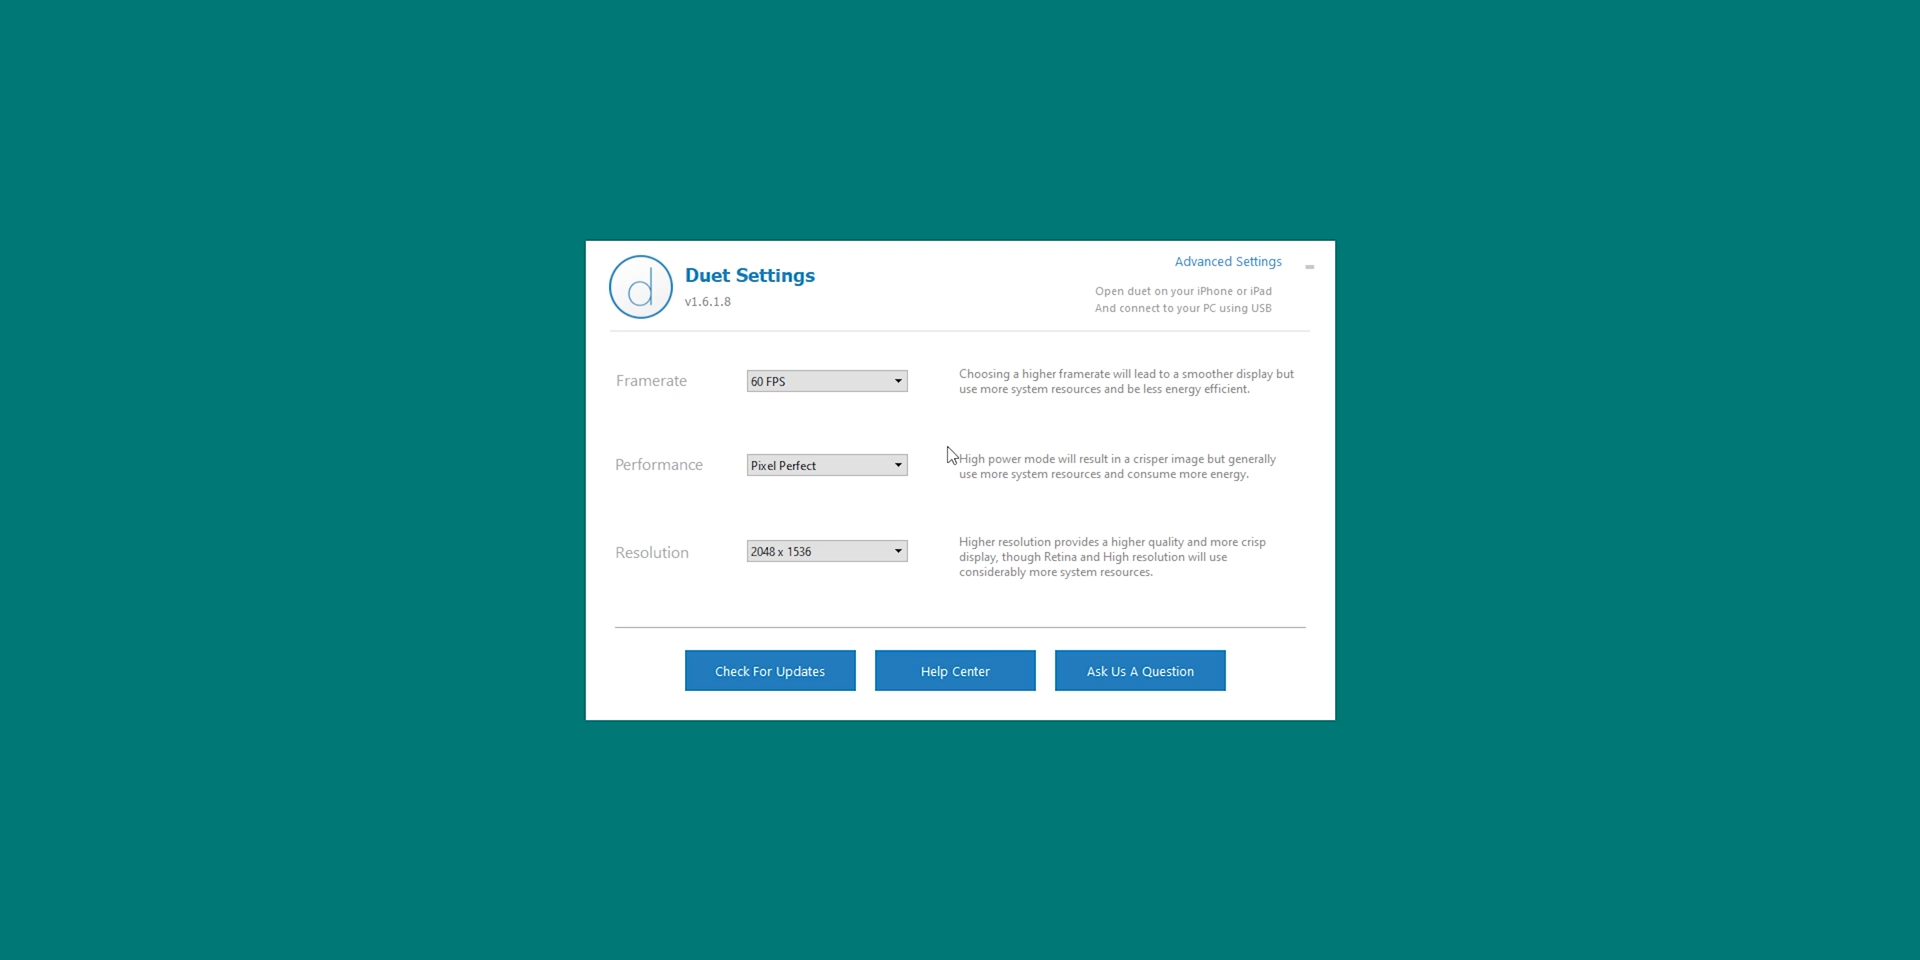 d
Duet Settings
v1.6.1.8
Advanced Settings
Open duet on your iPhone or iPad
And connect to your PC using USB
Framerate
60 FPS
Choosing a higher framerate will lead to a smoother display but
use more system resources and be less energy efficient.
Performance
Pixel Perfect
High power mode will result in a crisper image but generally
use more system resources and consume more energy.
Resolution
2048 x 1536
Higher resolution provides a higher quality and more crisp
display, though Retina and High resolution will use
considerably more system resources.
Check For Updates
Help Center
Ask Us A Question